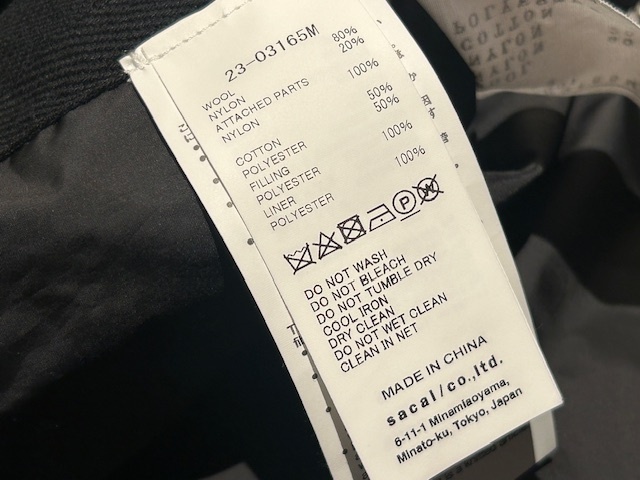 23-03165M
WOOL 80%
NYLON 20%
ATTACHED PARTS
NYLON 100%
COTTON 50%
POLYESTER 50%
FILLING
POLYESTER 100%
LINER
POLYESTER 100%
P W
DO NOT WASH
DO NOT BLEACH
DO NOT TUMBLE DRY
COOL IRON
DRY CLEAN
DO NOT WET CLEAN
CLEAN IN NET
MADE IN CHINA
sacai/co.,ltd.
6-11-1 Minamiaoyama,
Minato-ku, Tokyo, Japan